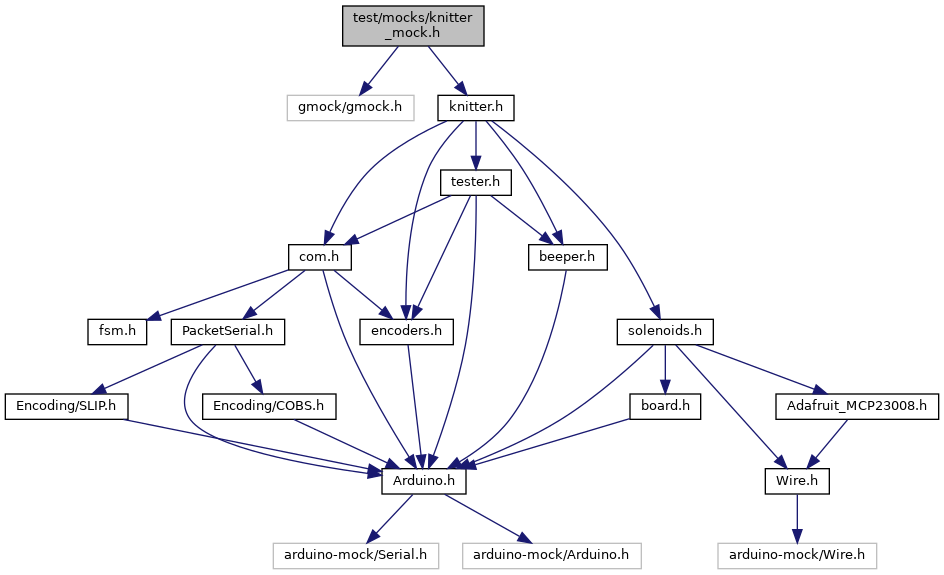 test/mocks/knitter
_mock.h
gmock/gmock.h
knitter.h
tester.h
com.h
beeper.h
fsm.h
PacketSerial.h
encoders.h
solenoids.h
Encoding/SLIP.h
Encoding/COBS.h
board.h
Adafruit_MCP23008.h
Arduino.h
Wire.h
arduino-mock/Serial.h
arduino-mock/Arduino.h
arduino-mock/Wire.h